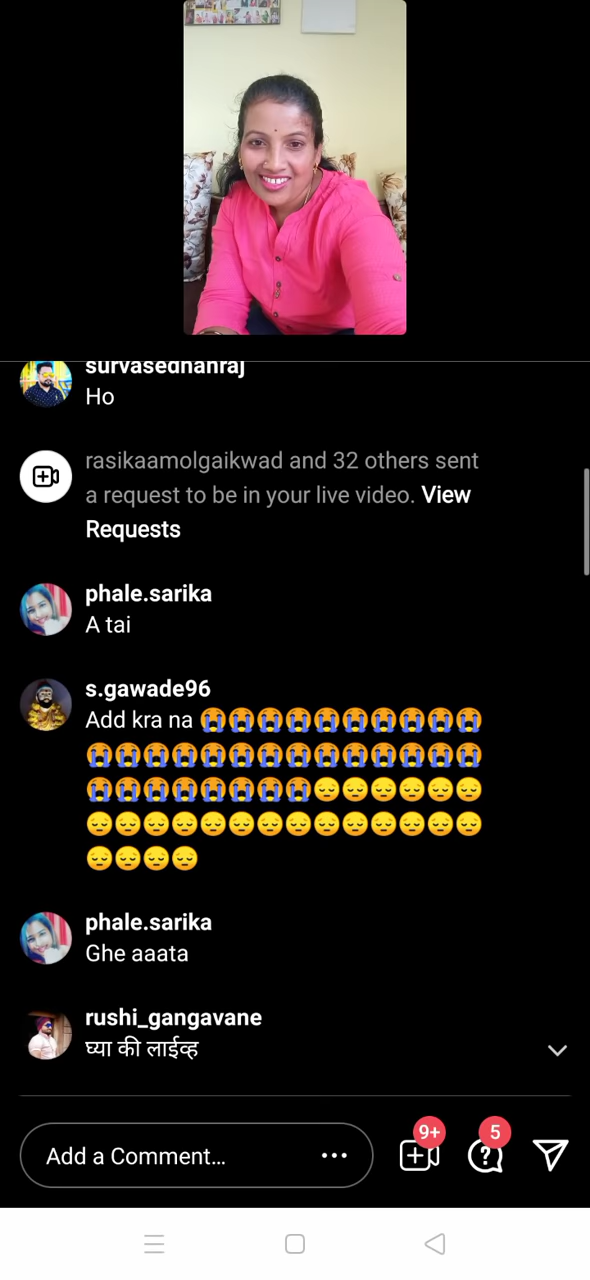 survasedhanraj
Ho
rasikaamolgaikwad and 32 others sent
a request to be in your live video. View
Requests
phale.sarika
A tai
s.gawade96
Add kra na 😭😭😭😭😭😭😭😭😭😭
😭😭😭😭😭😭😭😭😭😭😭😭😭😭
😭😭😭😭😭😭😭😭😔😔😔😔😔😔
😔😔😔😔😔😔😔😔😔😔😔😔😔😔
😔😔😔😔
phale.sarika
Ghe aaata
rushi_gangavane
घ्या की लाईव्ह
Add a Comment...
9+
5